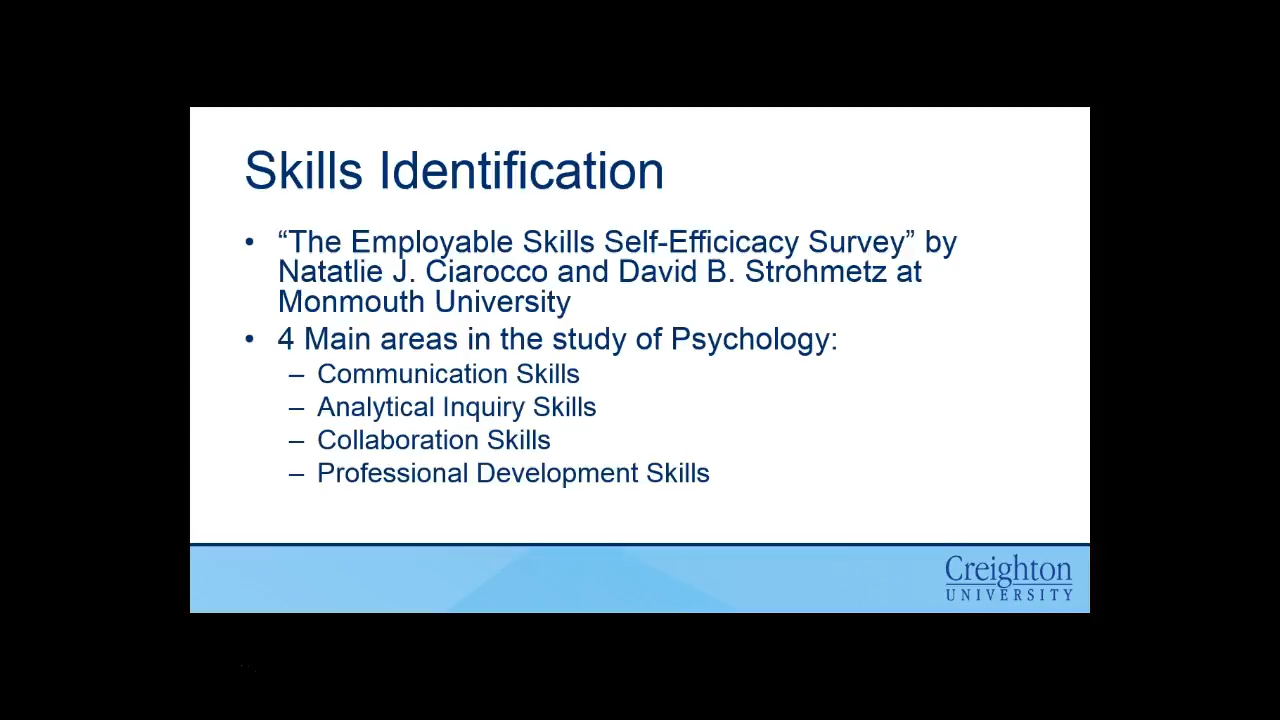 Skills Identification
• “The Employable Skills Self-Efficicacy Survey” by
Natatlie J. Ciarocco and David B. Strohmetz at
Monmouth University
• 4 Main areas in the study of Psychology:
– Communication Skills
– Analytical Inquiry Skills
– Collaboration Skills
– Professional Development Skills
Creighton
UNIVERSITY